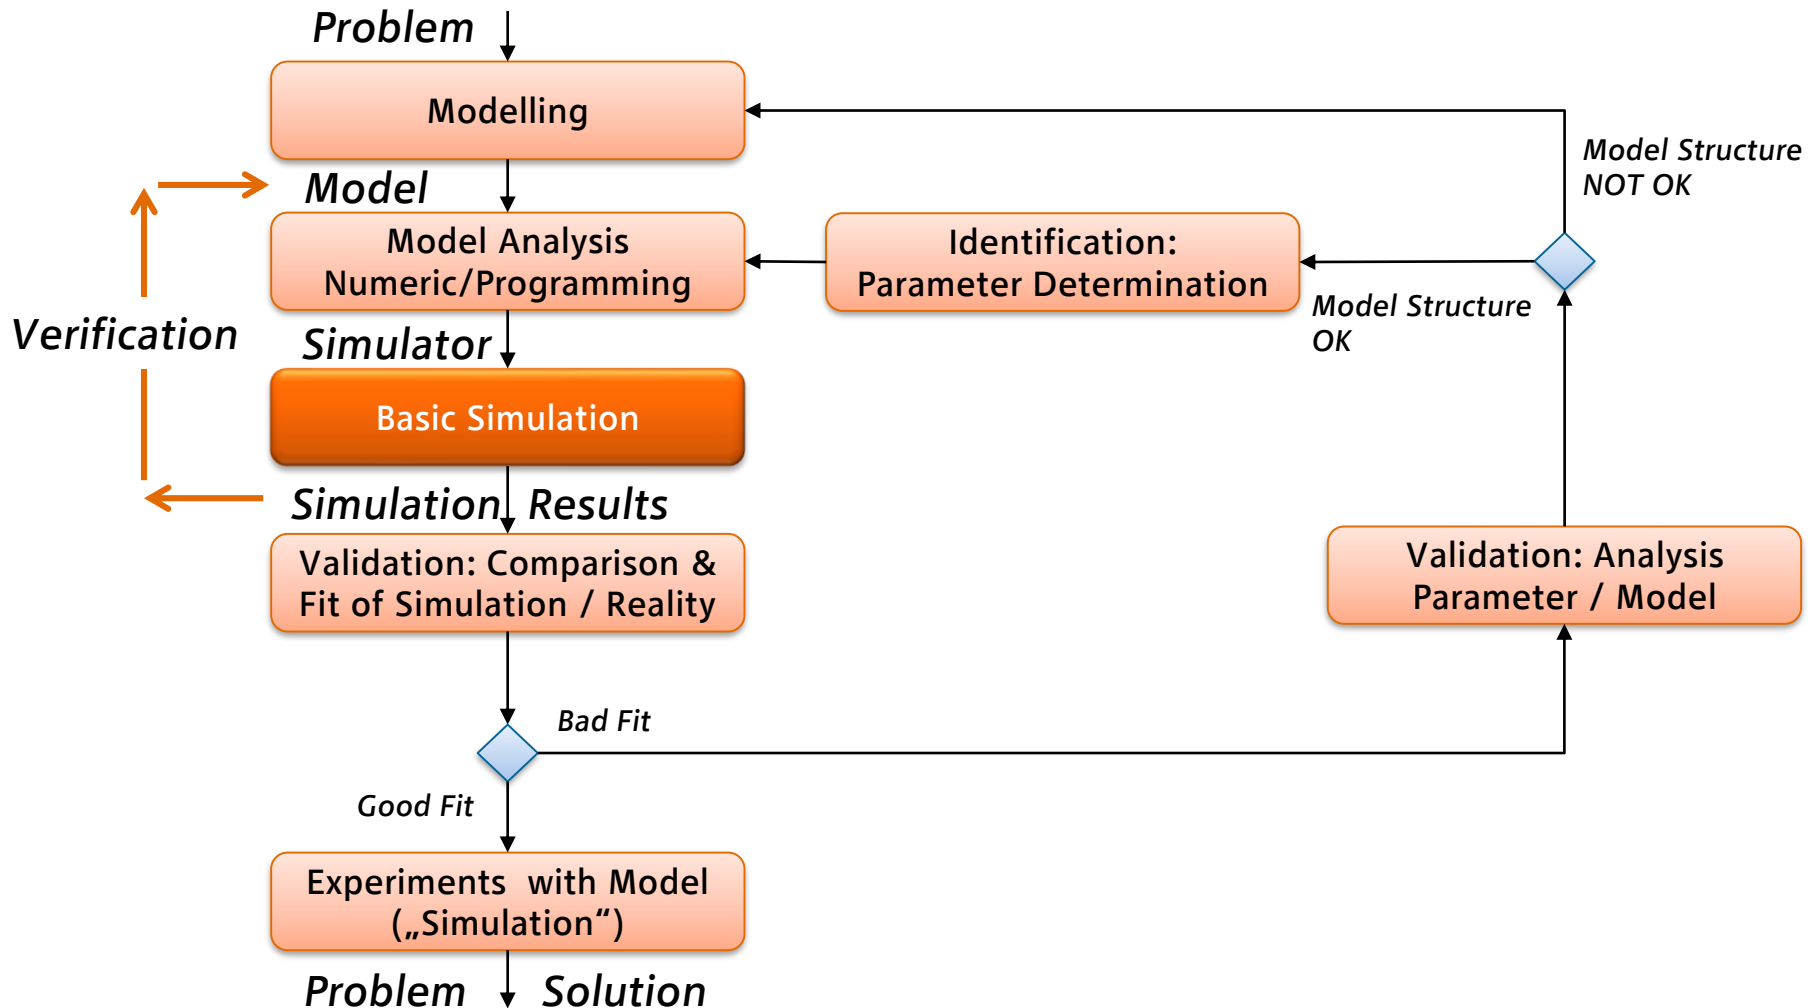 Problem
Modelling
Model Structure
NOT OK
Model
Model Analysis
Numeric/Programming
Identification:
Parameter Determination
Model Structure
OK
Verification
Simulator
Basic Simulation
Simulation Results
Validation: Comparison &
Fit of Simulation / Reality
Validation: Analysis
Parameter / Model
Bad Fit
Good Fit
Experiments with Model
(„Simulation“)
Problem Solution